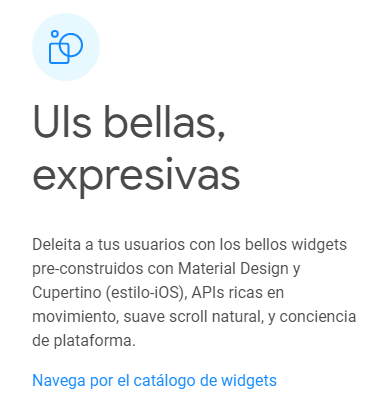 UIs bellas,
expresivas
Deleita a tus usuarios con los bellos widgets
pre-construidos con Material Design y
Cupertino (estilo-iOS), APIs ricas en
movimiento, suave scroll natural, y conciencia
de plataforma.
Navega por el catálogo de widgets